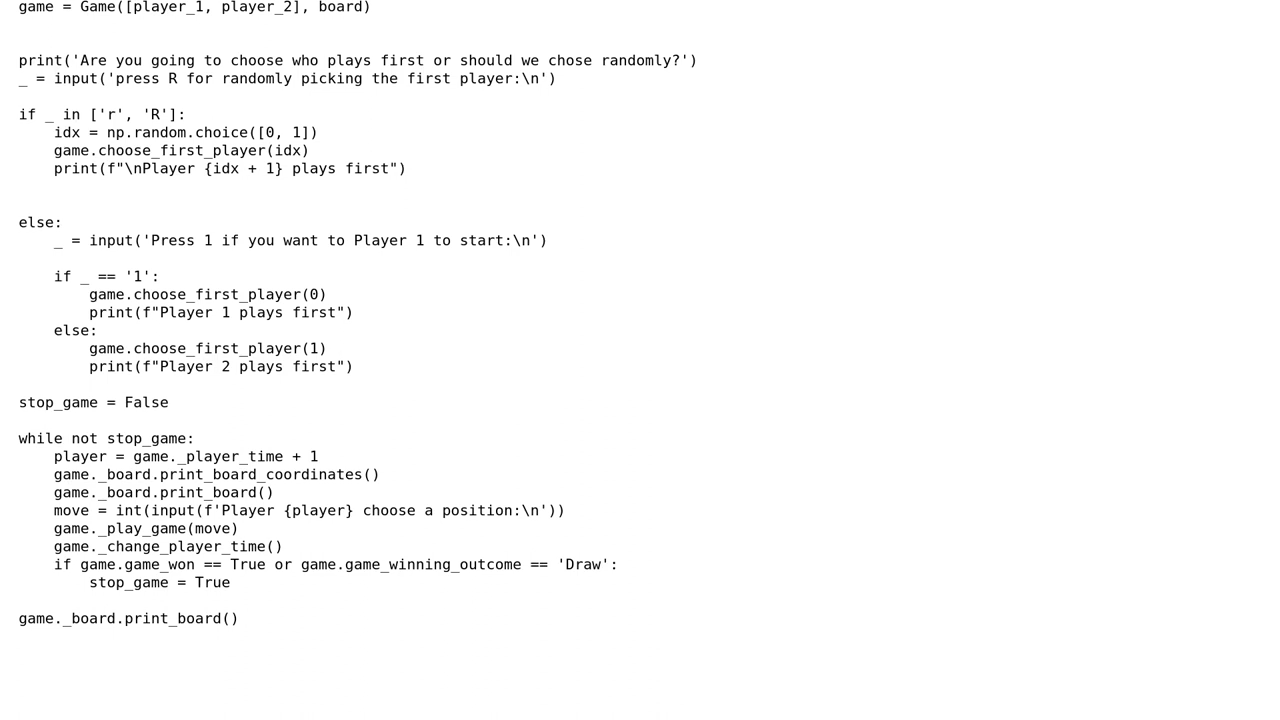 game = Game([player_1, player_2], board)
print('Are you going to choose who plays first or should we chose randomly?')
_ = input('press R for randomly picking the first player:\n')
if _ in ['r', 'R']:
    idx = np.random.choice([0, 1])
    game.choose_first_player(idx)
    print(f"\nPlayer {idx + 1} plays first")
else:
    _ = input('Press 1 if you want to Player 1 to start:\n')
    if _ == '1':
        game.choose_first_player(0)
        print(f"Player 1 plays first")
    else:
        game.choose_first_player(1)
        print(f"Player 2 plays first")
stop_game = False
while not stop_game:
    player = game._player_time + 1
    game._board.print_board_coordinates()
    game._board.print_board()
    move = int(input(f'Player {player} choose a position:\n'))
    game._play_game(move)
    game._change_player_time()
    if game.game_won == True or game.game_winning_outcome == 'Draw':
        stop_game = True
game._board.print_board()